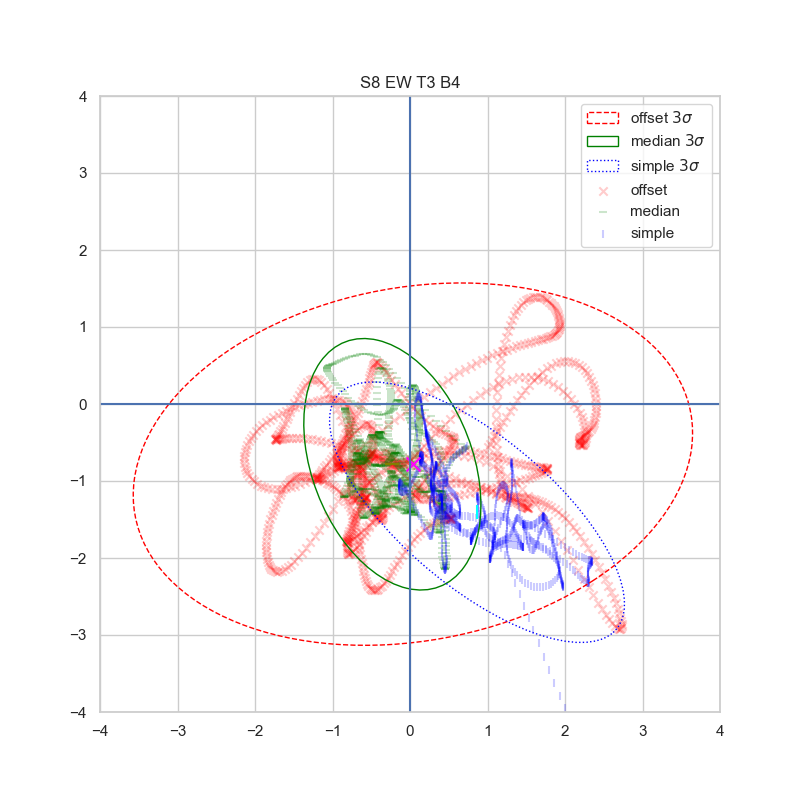 S8 EW T3 B4
offset 3σ
median 3σ
simple 3σ
offset
median
simple
4
3
2
1
0
−1
−2
−3
−4
−4 −3 −2 −1 0 1 2 3 4